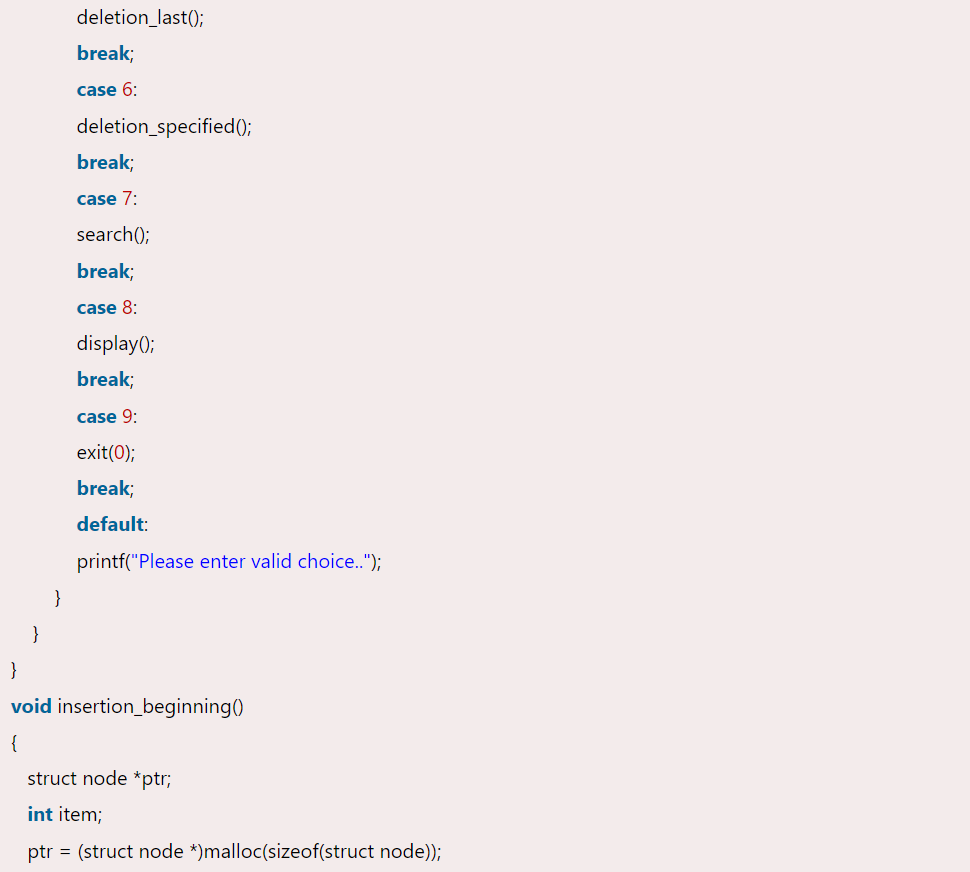 deletion_last();
break;
case 6:
deletion_specified();
break;
case 7:
search();
break;
case 8:
display();
break;
case 9:
exit(0);
break;
default:
printf("Please enter valid choice..");
}
}
}
void insertion_beginning()
{
struct node *ptr;
int item;
ptr = (struct node *)malloc(sizeof(struct node));